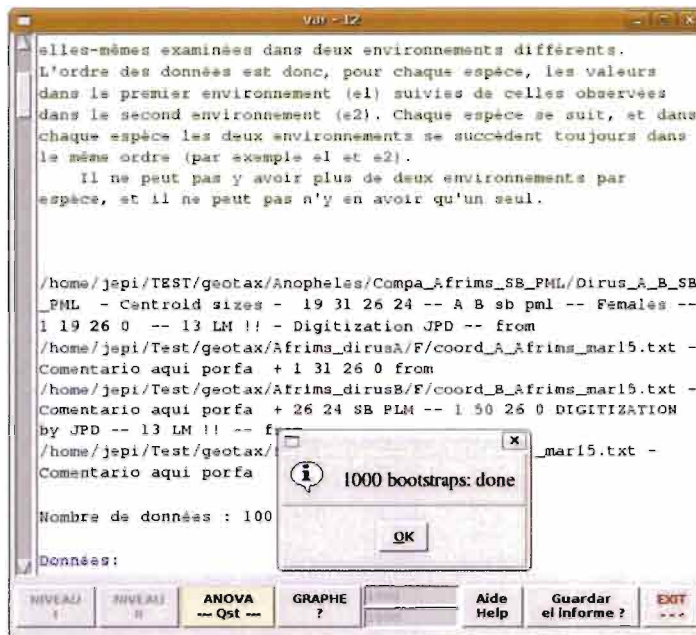 var - 12
elles-mêmes examinées dans deux environnements différents.
L'ordre des données est donc, pour chaque espèce, les valeurs
dans le premier environnement (e1) suivies de celles observées
dans le second environnement (e2). Chaque espèce se suit, et dans
chaque espèce les deux environnements se succèdent toujours dans
le même ordre (par exemple e1 et e2).
Il ne peut pas y avoir plus de deux environnements par
espèce, et il ne peut pas n'y en avoir qu'un seul.
/home/jepi/TEST/geotax/Anopheles/Compa_Afrims_SB_PML/Dirus_A_B_SB
_PML - Centroid sizes - 19 31 26 24 -- A B sb pml -- Females --
1 19 26 0 -- 13 LM !! - Digitization JPD -- from
/home/jepi/Test/geotax/Afrims_dirusA/F/coord_A_Afrims_mar15.txt -
Comentario aqui porfa + 1 31 26 0 from
/home/jepi/Test/geotax/Afrims_dirusB/F/coord_B_Afrims_mar15.txt -
Comentario aqui porfa + 26 24 SB PLM -- 1 50 26 0 DIGITIZATION
by JPD -- 13 LM !! --
/home/jepi/Test/geotax/ _mar15.txt -
Comentario aqui porfa
1000 bootstraps: done
OK
Nombre de données : 100
Données:
NIVEAU I
NIVEAU II
ANOVA
--- Qst ---
GRAPHE
?
1000
Aide
Help
Guardar
el informe ?
EXIT
---